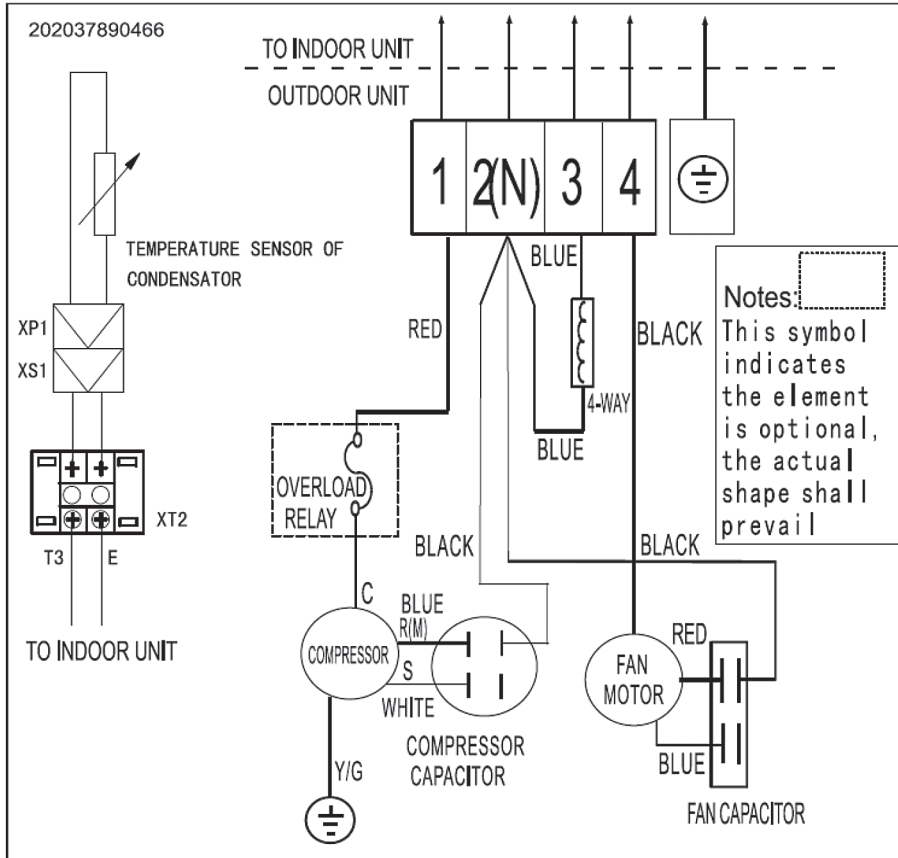 202037890466
TO INDOOR UNIT
OUTDOOR UNIT
1 2(N) 3 4
TEMPERATURE SENSOR OF
CONDENSATOR
XP1
XS1
XT2
T3 E
TO INDOOR UNIT
BLUE
RED
BLACK
4-WAY
BLUE
Notes:
This symbol
indicates
the element
is optional,
the actual
shape shall
prevail
OVERLOAD
RELAY
BLACK
BLACK
C
BLUE
R(M)
COMPRESSOR
S
WHITE
COMPRESSOR
CAPACITOR
Y/G
RED
FAN
MOTOR
BLUE
FAN CAPACITOR